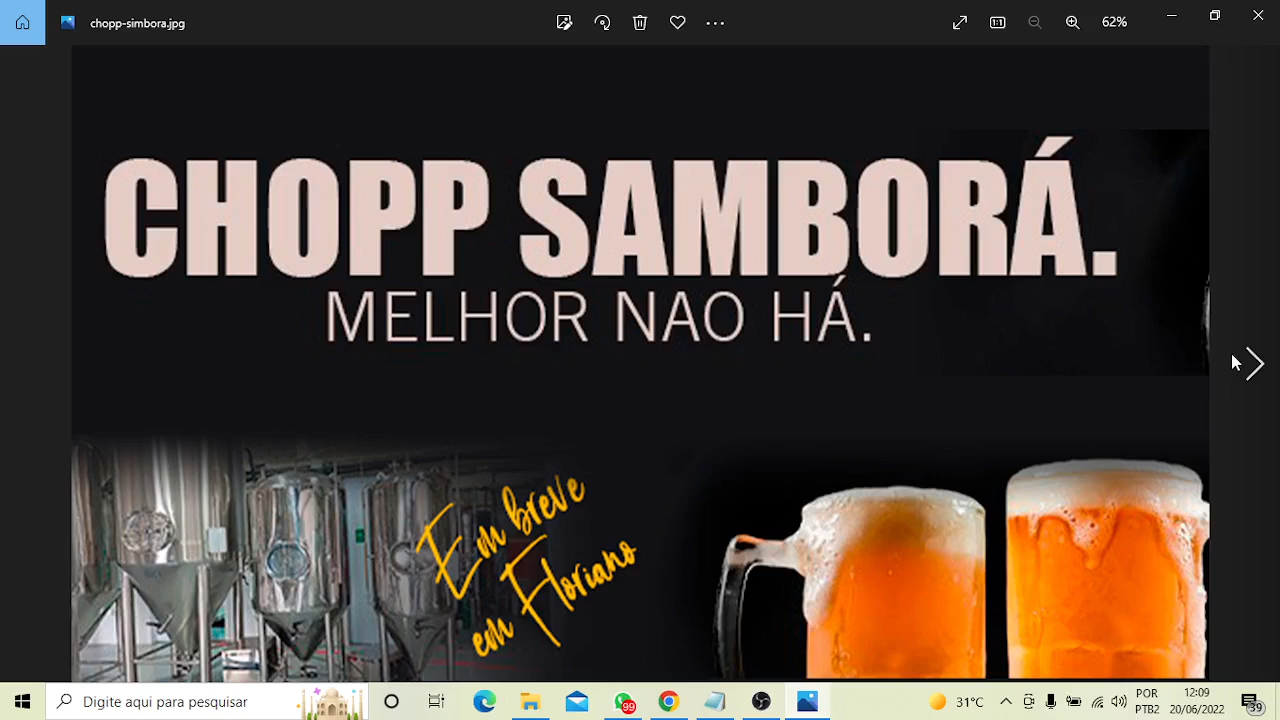 chopp-simbora.jpg
62%
CHOPP SAMBORÁ.
MELHOR NAO HÁ.
Em breve
em Floriano
Digite aqui para pesquisar
99
31°C
POR
PTB2
12:09
20/06/2022
39